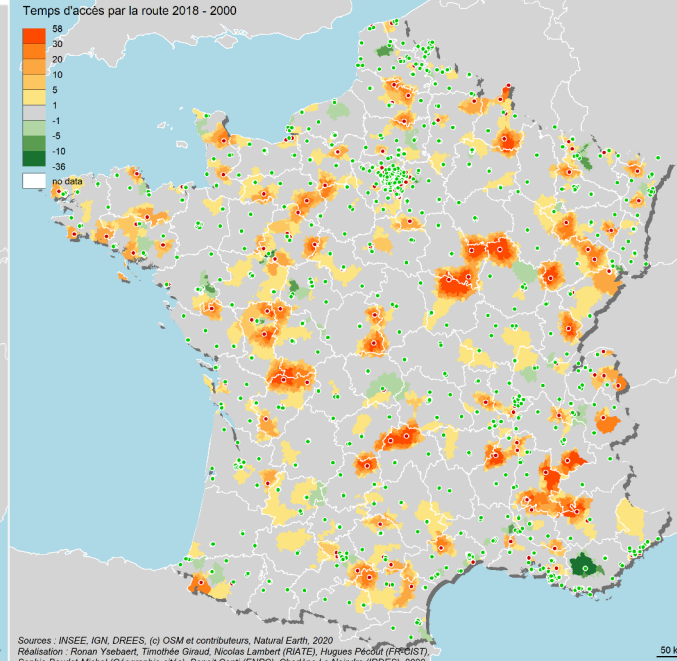 Temps d'accès par la route 2018 - 2000
58
30
20
10
5
1
-1
-5
-10
-36
no data
50 k
Sources : INSEE, IGN, DREES, (c) OSM et contributeurs, Natural Earth, 2020
Réalisation : Ronan Ysebaert, Timothée Giraud, Nicolas Lambert (RIATE), Hugues Pécout (FR-CIST),